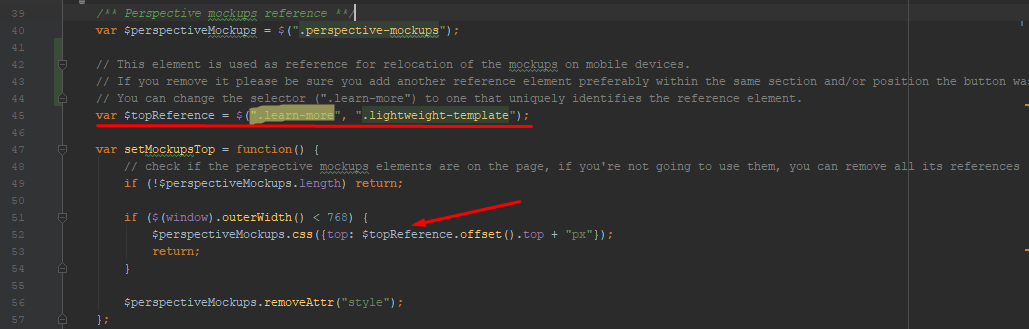 39 /** Perspective mockups reference **/
40 var $perspectiveMockups = $(".perspective-mockups");
41
42 // This element is used as reference for relocation of the mockups on mobile devices.
43 // If you remove it please be sure you add another reference element preferably within the same section and/or position the button was
44 // You can change the selector (".learn-more") to one that uniquely identifies the reference element.
45 var $topReference = $(".learn-more", ".lightweight-template");
46
47 var setMockupsTop = function() {
48 // check if the perspective mockups elements are on the page, if you're not going to use them, you can remove all its references
49 if (!$perspectiveMockups.length) return;
50
51 if ($(window).outerWidth() < 768) {
52 $perspectiveMockups.css({top: $topReference.offset().top + "px"});
53 return;
54 }
55
56 $perspectiveMockups.removeAttr("style");
57 };